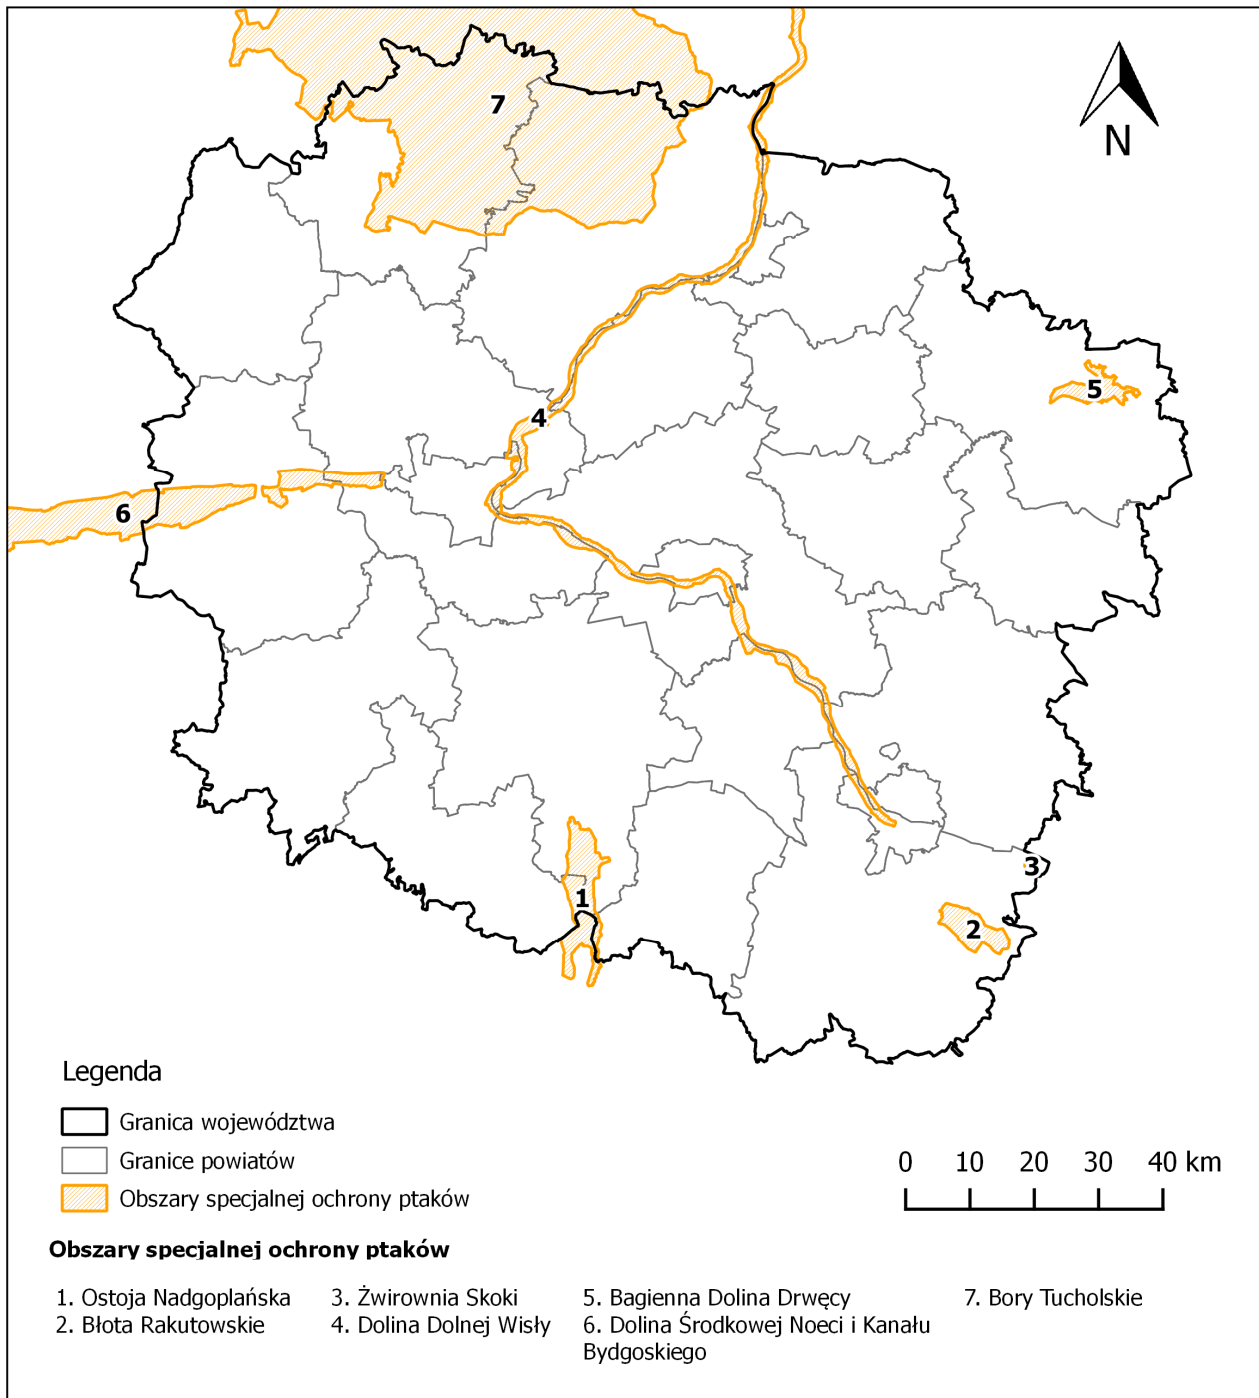 7
N
5
4
6
3
1
2
Legenda
Granica województwa
Granice powiatów
Obszary specjalnej ochrony ptaków
0 10 20 30 40 km
Obszary specjalnej ochrony ptaków
1. Ostoja Nadgoplańska
2. Błota Rakutowskie
3. Żwirownia Skoki
4. Dolina Dolnej Wisły
5. Bagienna Dolina Drwęcy
6. Dolina Środkowej Noeci i Kanału
Bydgoskiego
7. Bory Tucholskie